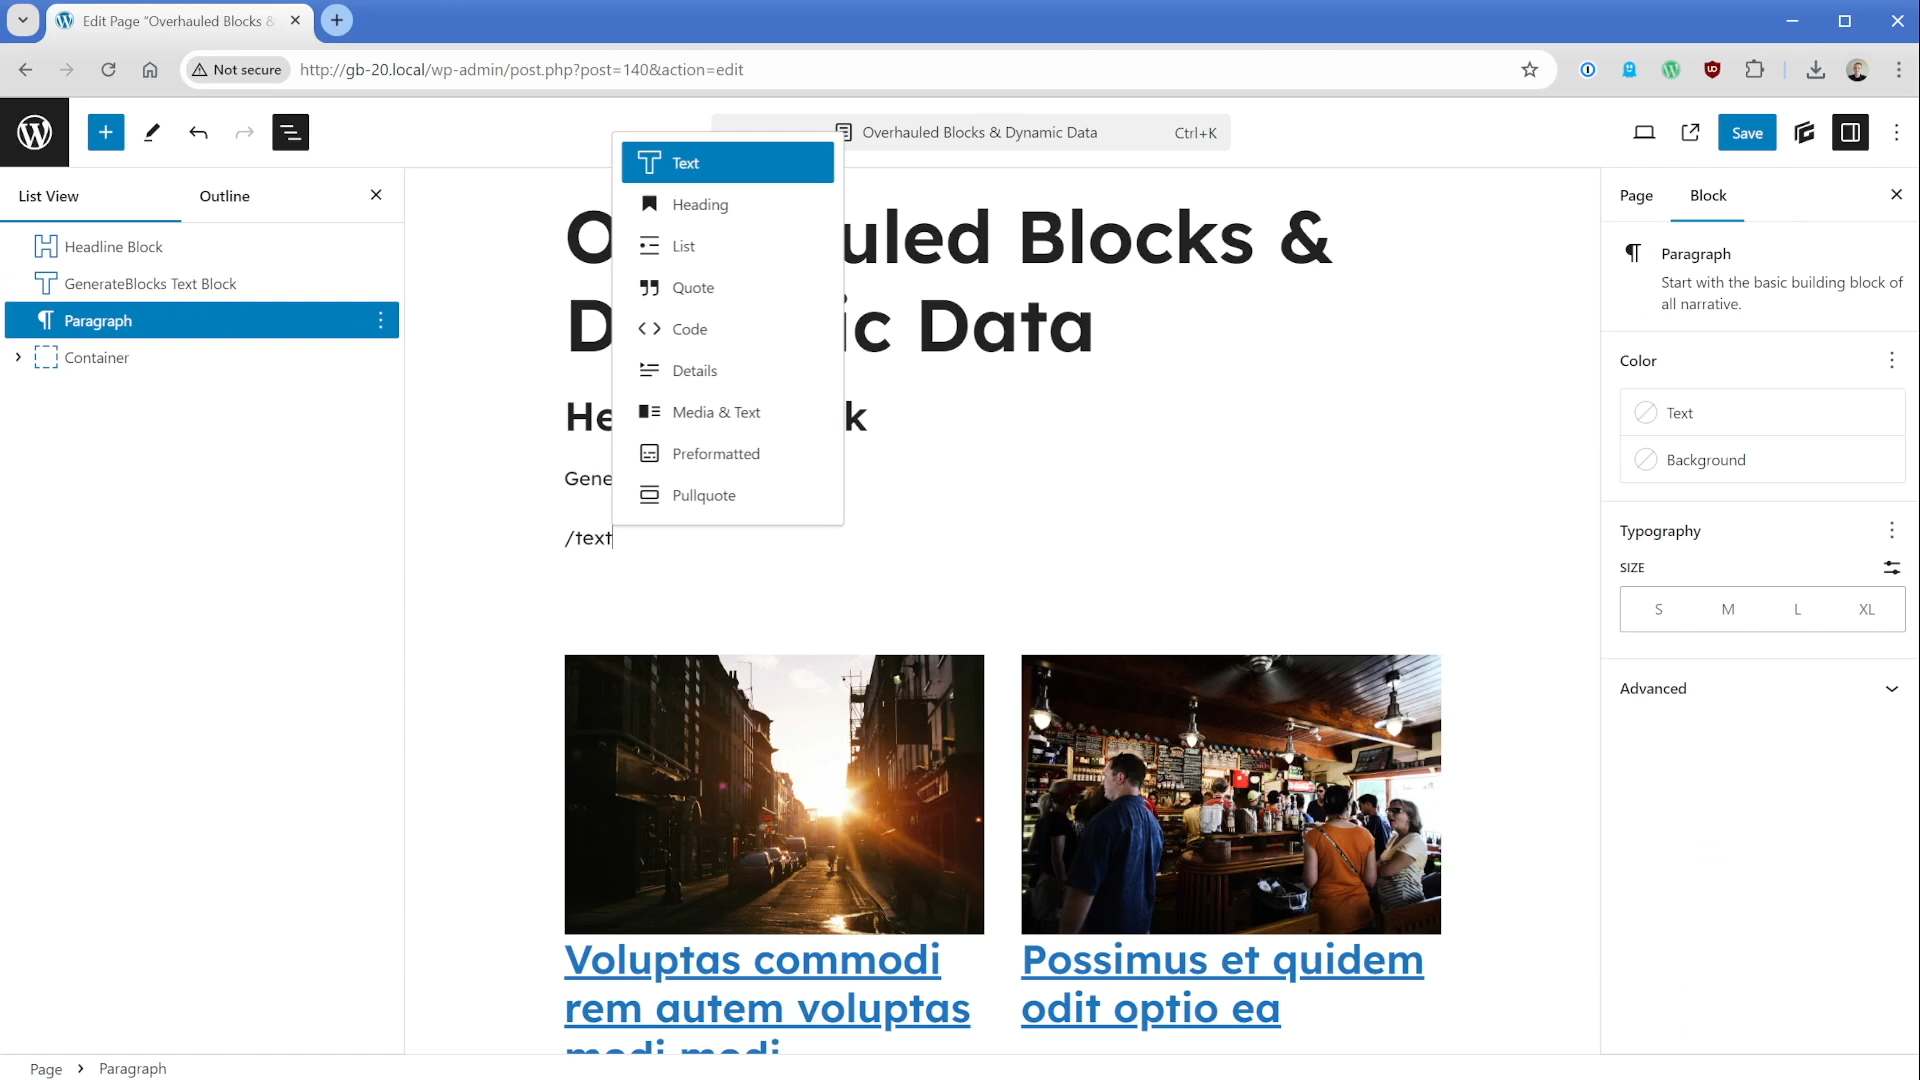 Edit Page “Overhauled Blocks &
Not secure
http://gb-20.local/wp-admin/post.php?post=140&action=edit
Overhauled Blocks & Dynamic Data
Ctrl+K
Save
List View
Outline
Headline Block
GenerateBlocks Text Block
Paragraph
Container
Text
Heading
List
Quote
Code
Details
Media & Text
Preformatted
Pullquote
uled Blocks &
ic Data
He
k
Gene
/text
Voluptas commodi
rem autem voluptas
modi modi
Possimus et quidem
odit optio ea
Page
Block
Paragraph
Start with the basic building block of
all narrative.
Color
Text
Background
Typography
SIZE
S M L XL
Advanced
Page › Paragraph